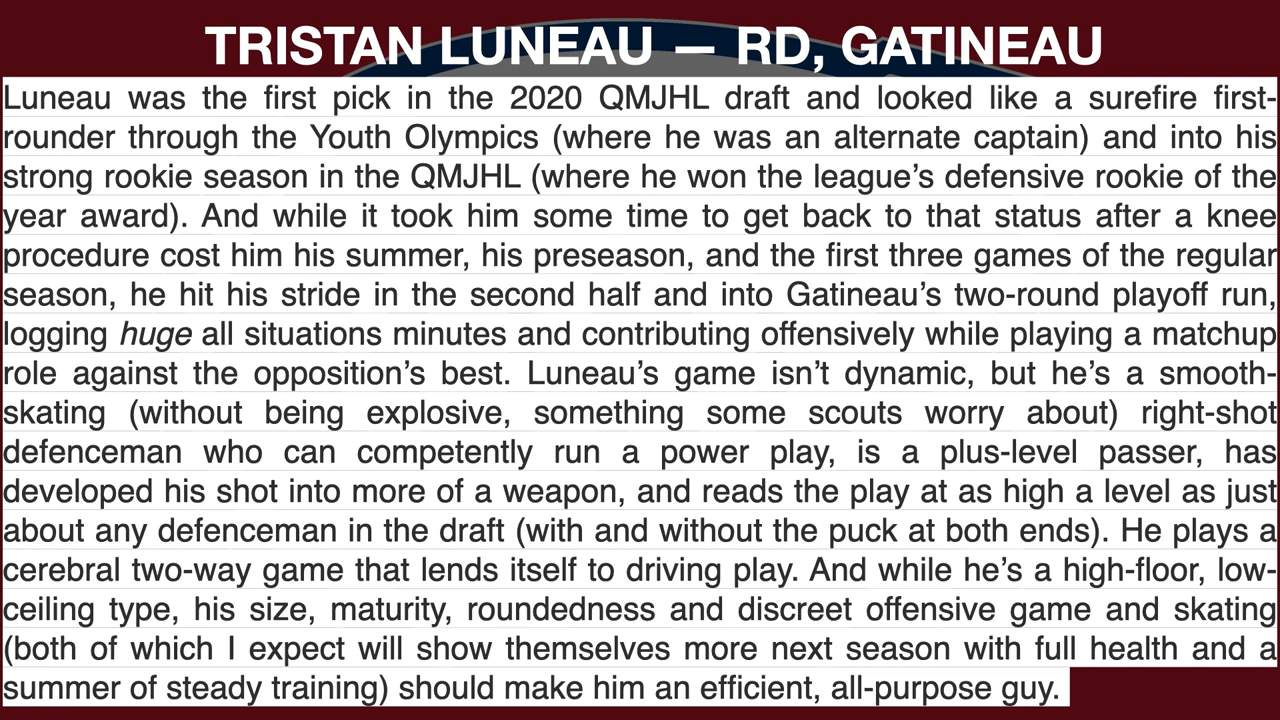 TRISTAN LUNEAU — RD, GATINEAU
Luneau was the first pick in the 2020 QMJHL draft and looked like a surefire first-
rounder through the Youth Olympics (where he was an alternate captain) and into his
strong rookie season in the QMJHL (where he won the league’s defensive rookie of the
year award). And while it took him some time to get back to that status after a knee
procedure cost him his summer, his preseason, and the first three games of the regular
season, he hit his stride in the second half and into Gatineau’s two-round playoff run,
logging huge all situations minutes and contributing offensively while playing a matchup
role against the opposition’s best. Luneau’s game isn’t dynamic, but he’s a smooth-
skating (without being explosive, something some scouts worry about) right-shot
defenceman who can competently run a power play, is a plus-level passer, has
developed his shot into more of a weapon, and reads the play at as high a level as just
about any defenceman in the draft (with and without the puck at both ends). He plays a
cerebral two-way game that lends itself to driving play. And while he’s a high-floor, low-
ceiling type, his size, maturity, roundedness and discreet offensive game and skating
(both of which I expect will show themselves more next season with full health and a
summer of steady training) should make him an efficient, all-purpose guy.